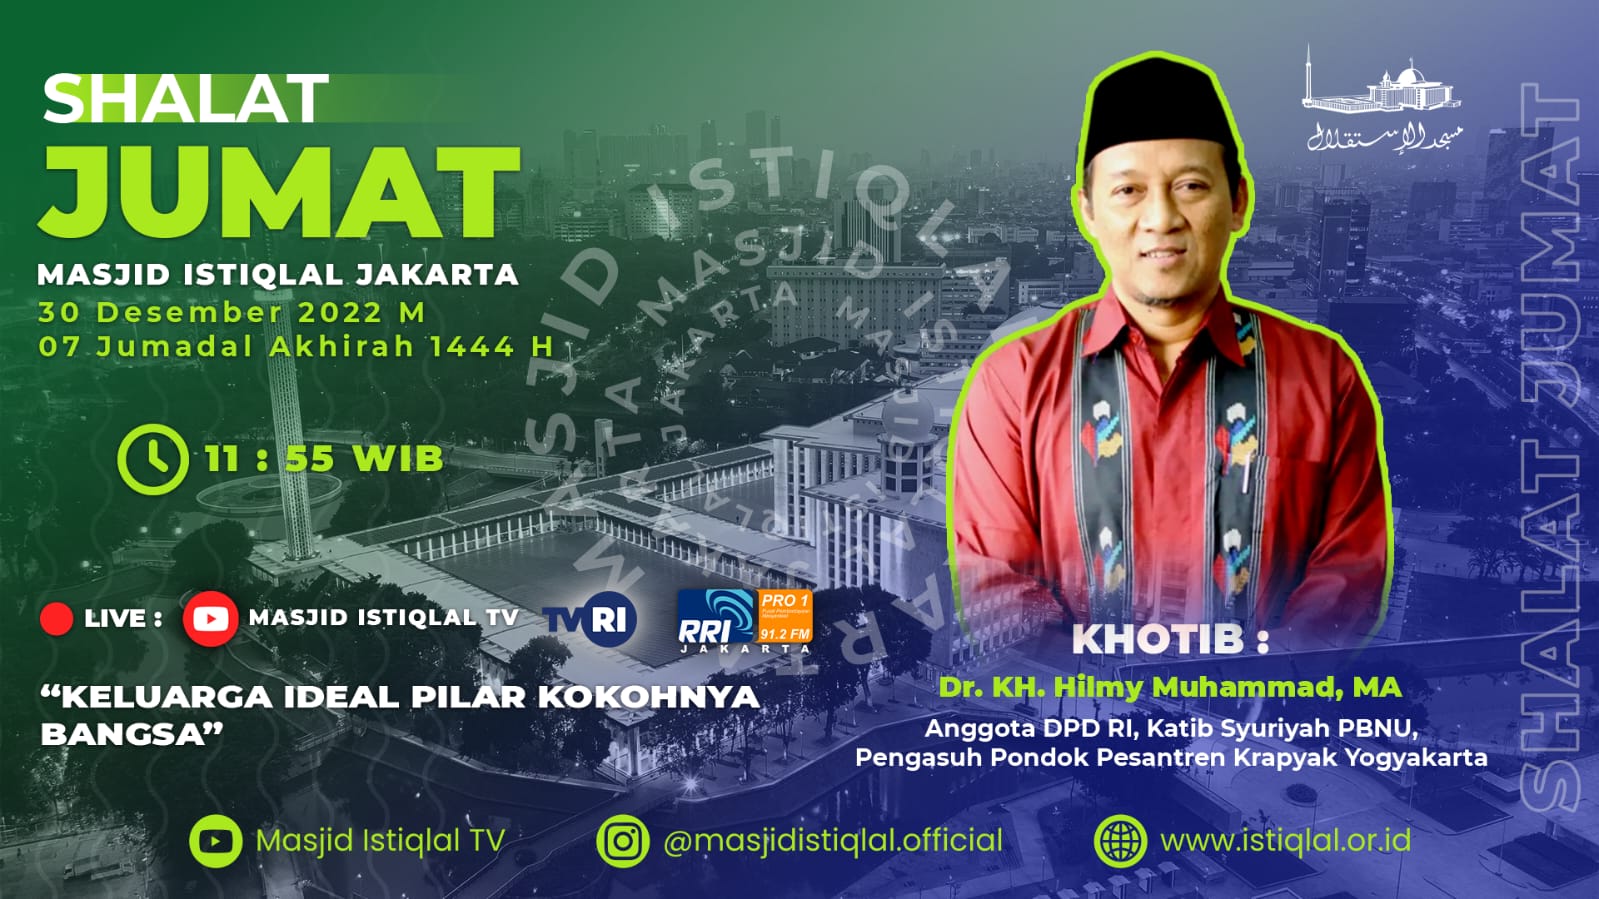 SHALAT
JUMAT
MASJID ISTIQLAL JAKARTA
30 Desember 2022 M
07 Jumadal Akhirah 1444 H
11 : 55 WIB
LIVE :
MASJID ISTIQLAL TV
TVRI
RRI
PRO 1
91.2 FM
JAKARTA
“KELUARGA IDEAL PILAR KOKOHNYA
BANGSA”
مسجد الإستقلال
KHOTIB :
Dr. KH. Hilmy Muhammad, MA
Anggota DPD RI, Katib Syuriyah PBNU,
Pengasuh Pondok Pesantren Krapyak Yogyakarta
SHALAT JUMAT
MASJID ISTIQLAL JAKARTA
MASJID ISTIQLAL JAKARTA
Masjid Istiqlal TV
@masjidistiqlal.official
www.istiqlal.or.id